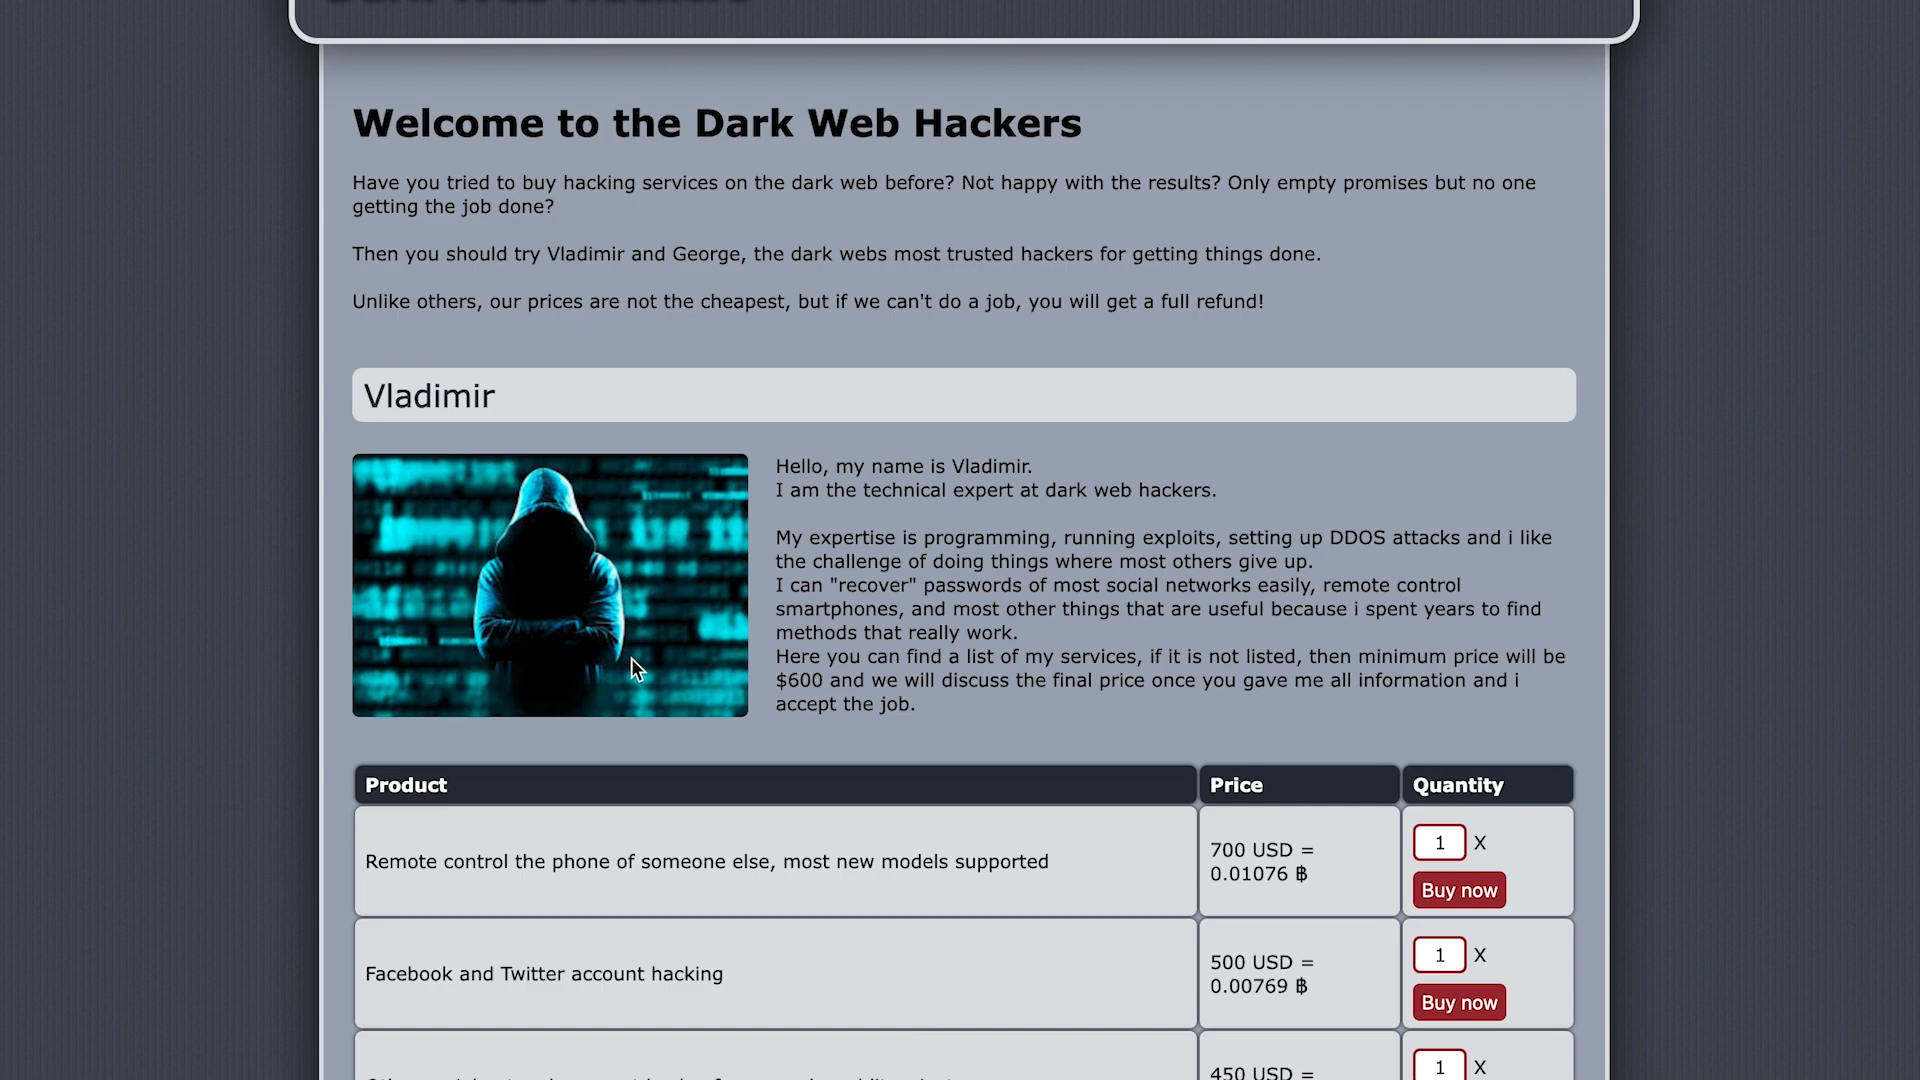 Welcome to the Dark Web Hackers
Have you tried to buy hacking services on the dark web before? Not happy with the results? Only empty promises but no one
getting the job done?
Then you should try Vladimir and George, the dark webs most trusted hackers for getting things done.
Unlike others, our prices are not the cheapest, but if we can't do a job, you will get a full refund!
Vladimir
Hello, my name is Vladimir.
I am the technical expert at dark web hackers.
My expertise is programming, running exploits, setting up DDOS attacks and i like
the challenge of doing things where most others give up.
I can "recover" passwords of most social networks easily, remote control
smartphones, and most other things that are useful because i spent years to find
methods that really work.
Here you can find a list of my services, if it is not listed, then minimum price will be
$600 and we will discuss the final price once you gave me all information and i
accept the job.
Product Price Quantity
Remote control the phone of someone else, most new models supported
700 USD =
0.01076 ฿
1 X
Buy now
Facebook and Twitter account hacking
500 USD =
0.00769 ฿
1 X
Buy now
450 USD =
1 X